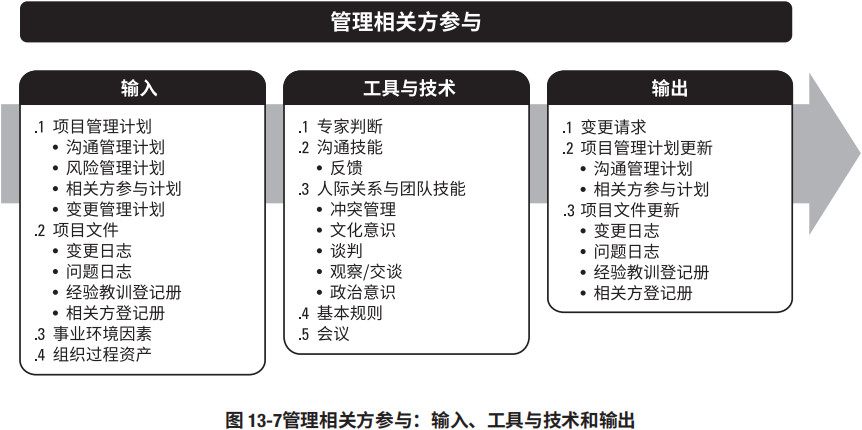 管理相关方参与
输入
.1 项目管理计划
• 沟通管理计划
• 风险管理计划
• 相关方参与计划
• 变更管理计划
.2 项目文件
• 变更日志
• 问题日志
• 经验教训登记册
• 相关方登记册
.3 事业环境因素
.4 组织过程资产
工具与技术
.1 专家判断
.2 沟通技能
• 反馈
.3 人际关系与团队技能
• 冲突管理
• 文化意识
• 谈判
• 观察/交谈
• 政治意识
.4 基本规则
.5 会议
输出
.1 变更请求
.2 项目管理计划更新
• 沟通管理计划
• 相关方参与计划
.3 项目文件更新
• 变更日志
• 问题日志
• 经验教训登记册
• 相关方登记册
图 13-7管理相关方参与：输入、工具与技术和输出